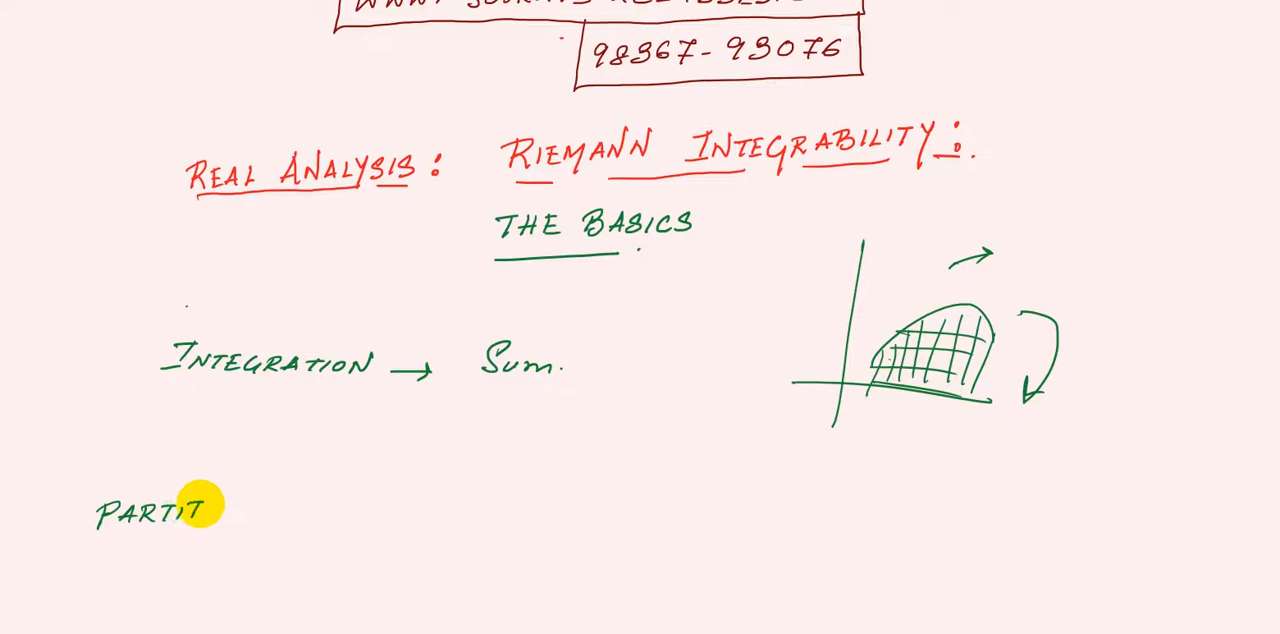 98367-93076
REAL ANALYSIS: RIEMANN INTEGRABILITY:
THE BASICS
INTEGRATION → Sum.
PARTIT